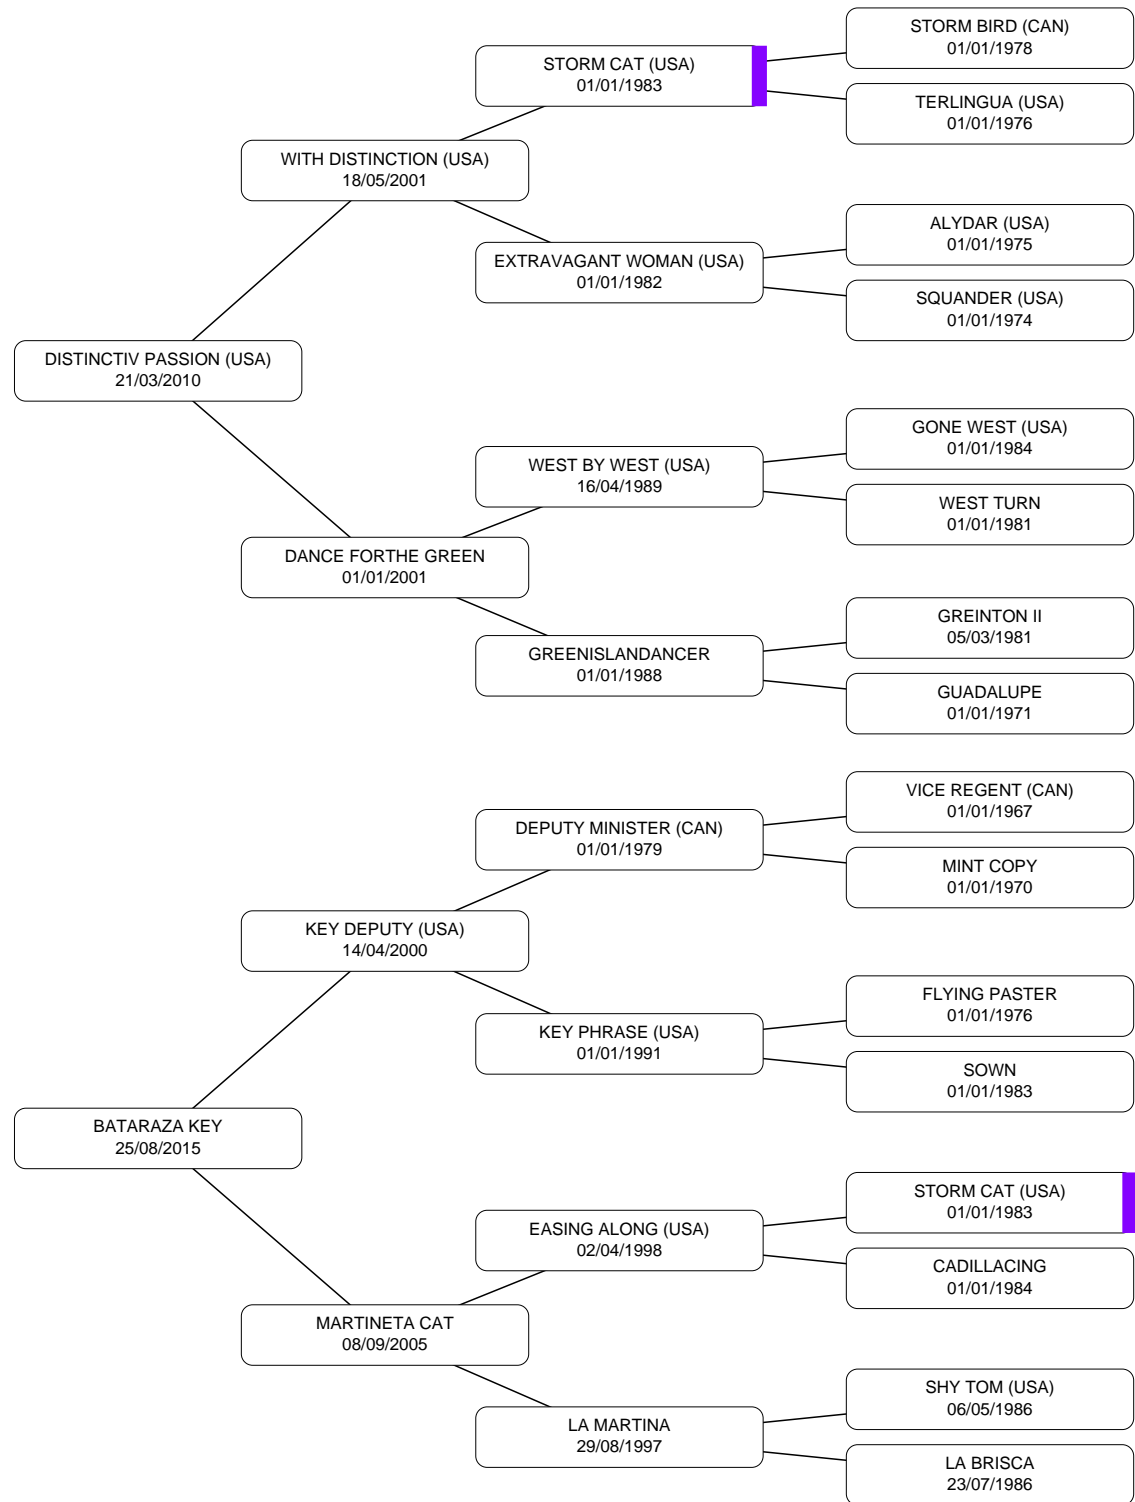 STORM BIRD (CAN)
01/01/1978
STORM CAT (USA)
01/01/1983
TERLINGUA (USA)
01/01/1976
WITH DISTINCTION (USA)
18/05/2001
ALYDAR (USA)
01/01/1975
EXTRAVAGANT WOMAN (USA)
01/01/1982
SQUANDER (USA)
01/01/1974
DISTINCTIV PASSION (USA)
21/03/2010
GONE WEST (USA)
01/01/1984
WEST BY WEST (USA)
16/04/1989
WEST TURN
01/01/1981
DANCE FORTHE GREEN
01/01/2001
GREINTON II
05/03/1981
GREENISLANDANCER
01/01/1988
GUADALUPE
01/01/1971
VICE REGENT (CAN)
01/01/1967
DEPUTY MINISTER (CAN)
01/01/1979
MINT COPY
01/01/1970
KEY DEPUTY (USA)
14/04/2000
FLYING PASTER
01/01/1976
KEY PHRASE (USA)
01/01/1991
SOWN
01/01/1983
BATARAZA KEY
25/08/2015
STORM CAT (USA)
01/01/1983
EASING ALONG (USA)
02/04/1998
CADILLACING
01/01/1984
MARTINETA CAT
08/09/2005
SHY TOM (USA)
06/05/1986
LA MARTINA
29/08/1997
LA BRISCA
23/07/1986